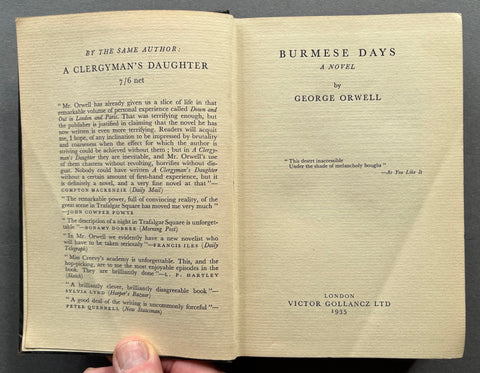 BY THE SAME AUTHOR:
A CLERGYMAN'S DAUGHTER
7/6 net
"Mr. Orwell has already given us a slice of life in that
remarkable volume of personal experience called Down and
Out in London and Paris. That was terrifying enough, but
the publisher is justified in claiming that the novel he has
now written is even more terrifying. Readers will acquit
me, I hope, of any inclination to be impressed by brutality
and coarseness when the effect for which the author is
striving could be achieved without them; but in A Clergy-
man's Daughter they are inevitable, and Mr. Orwell's use
of them chastens without revolting, horrifies without dis-
gust. Nobody could have written A Clergyman's Daughter
without a certain amount of first-hand experience, but it
is definitely a novel, and a very fine novel at that"—
COMPTON MACKENZIE (Daily Mail)
"The remarkable power, full of convincing reality, of the
great scene in Trafalgar Square has moved me very much"
—JOHN COWPER POWYS
"The description of a night in Trafalgar Square is unforget-
table"—BONAMY DOBREE (Morning Post)
"In Mr. Orwell we evidently have a new novelist who
will have to be taken seriously"—FRANCIS ILES (Daily
Telegraph)
"Miss Creevy's academy is unforgettable. This, and the
hop-picking, are to me the most enjoyable episodes in the
book. They are brilliantly done"—L. P. HARTLEY
(Sketch)
"A brilliantly clever, brilliantly disagreeable book"—
SYLVIA LYND (Harper's Bazaar)
"A good deal of the writing is uncommonly forceful"—
PETER QUENNELL (New Statesman)
BURMESE DAYS
A NOVEL
by
GEORGE ORWELL
"This desert inaccessible
Under the shade of melancholy boughs"
—As You Like It
LONDON
VICTOR GOLLANCZ LTD
1935